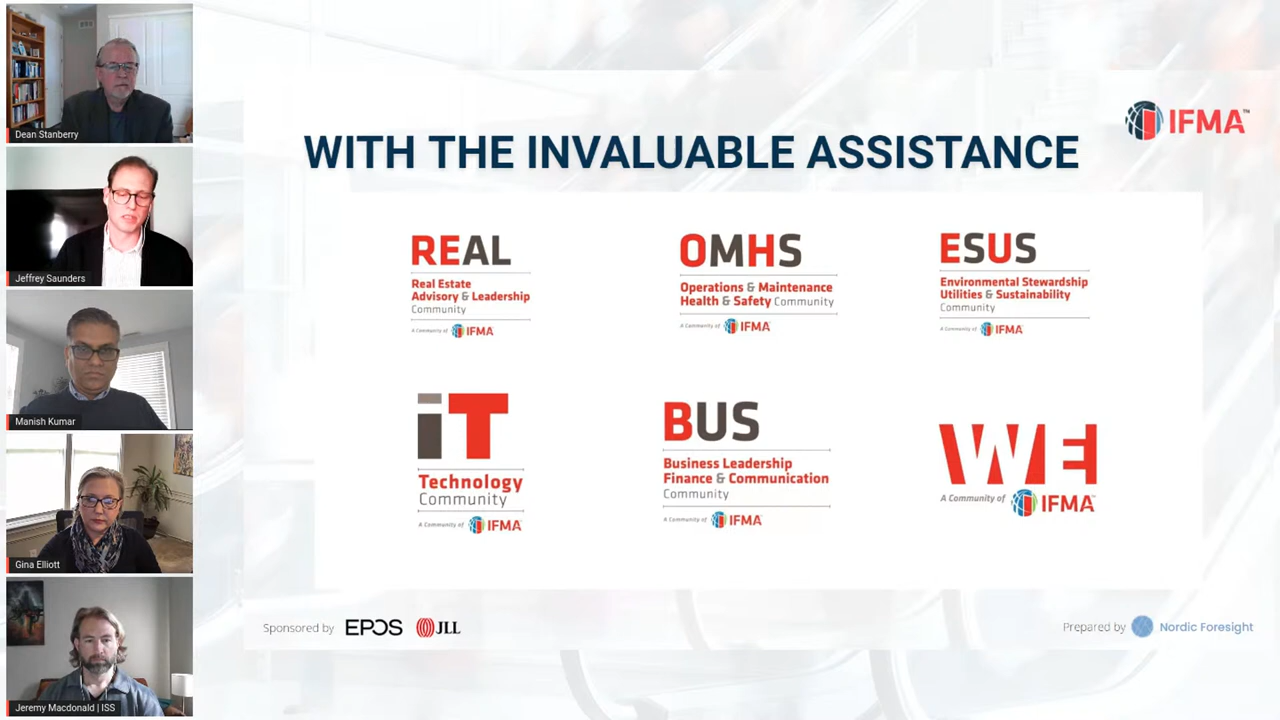 Dean Stanberry
Jeffrey Saunders
Manish Kumar
Gina Elliott
Jeremy Macdonald | ISS
IFMA™
WITH THE INVALUABLE ASSISTANCE
REAL
Real Estate
Advisory & Leadership
Community
A Community of IFMA
OMHS
Operations & Maintenance
Health & Safety Community
A Community of IFMA
ESUS
Environmental Stewardship
Utilities & Sustainability
Community
A Community of IFMA
iT
Technology
Community
A Community of IFMA
BUS
Business Leadership
Finance & Communication
Community
A Community of IFMA
WE
A Community of IFMA™
Sponsored by EPOS JLL
Prepared by Nordic Foresight